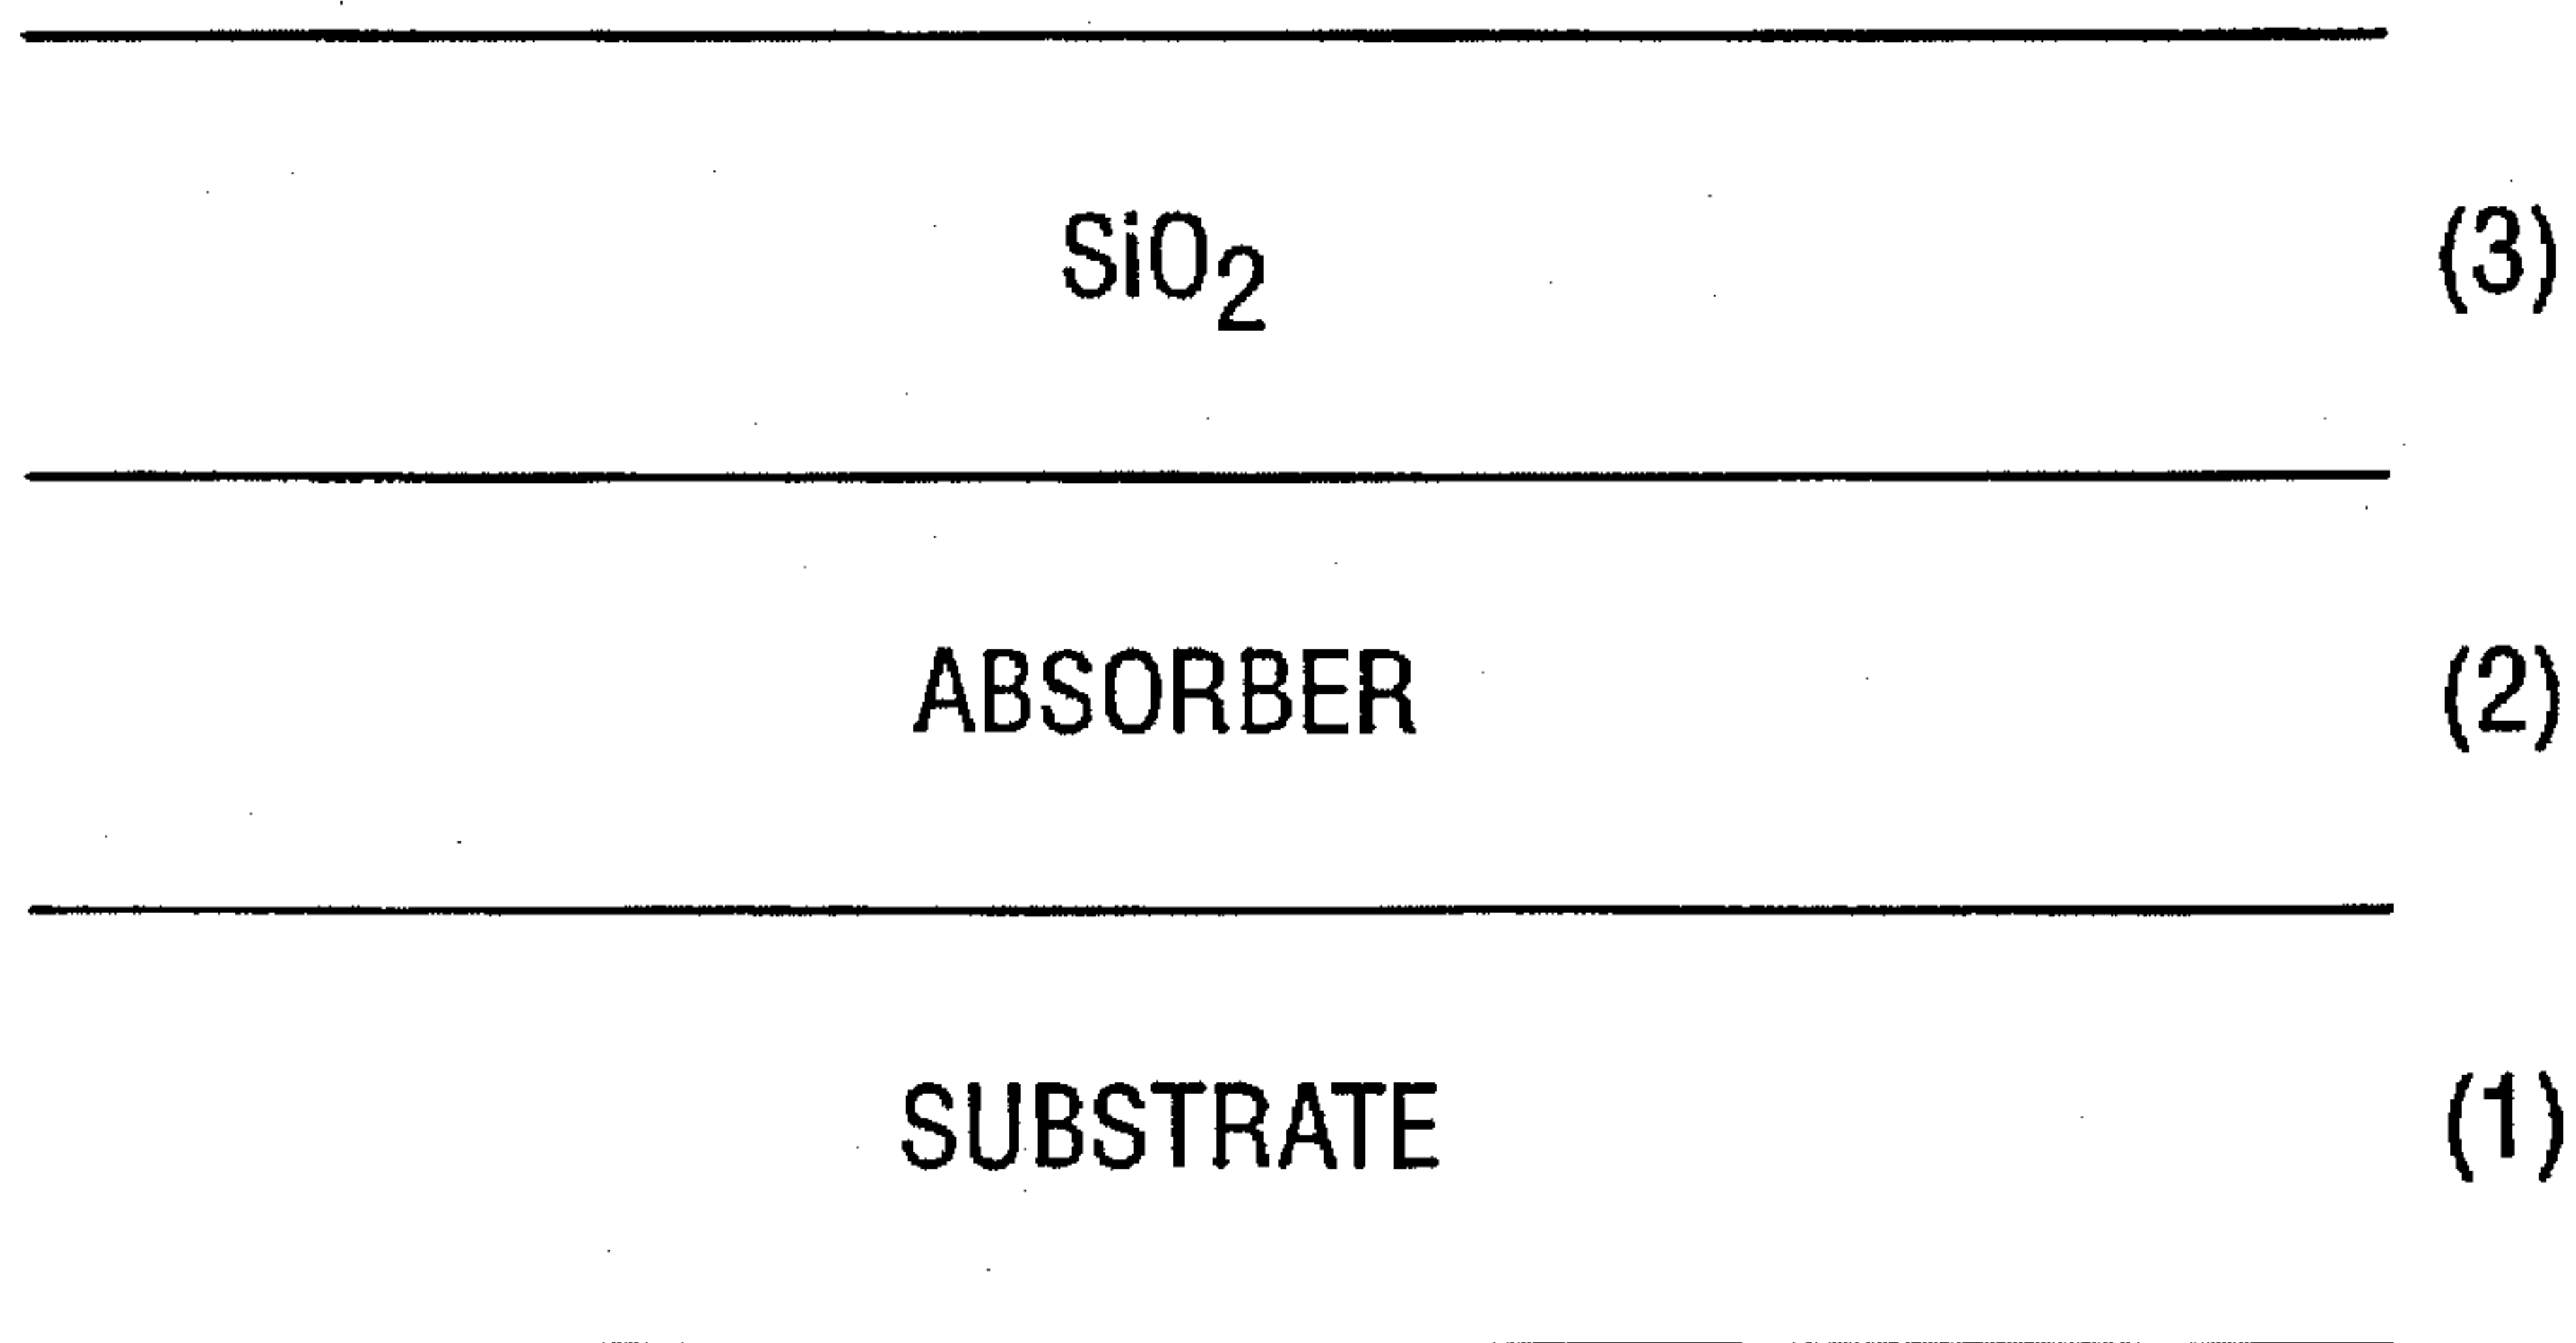 SiO₂ (3)
ABSORBER (2)
SUBSTRATE (1)